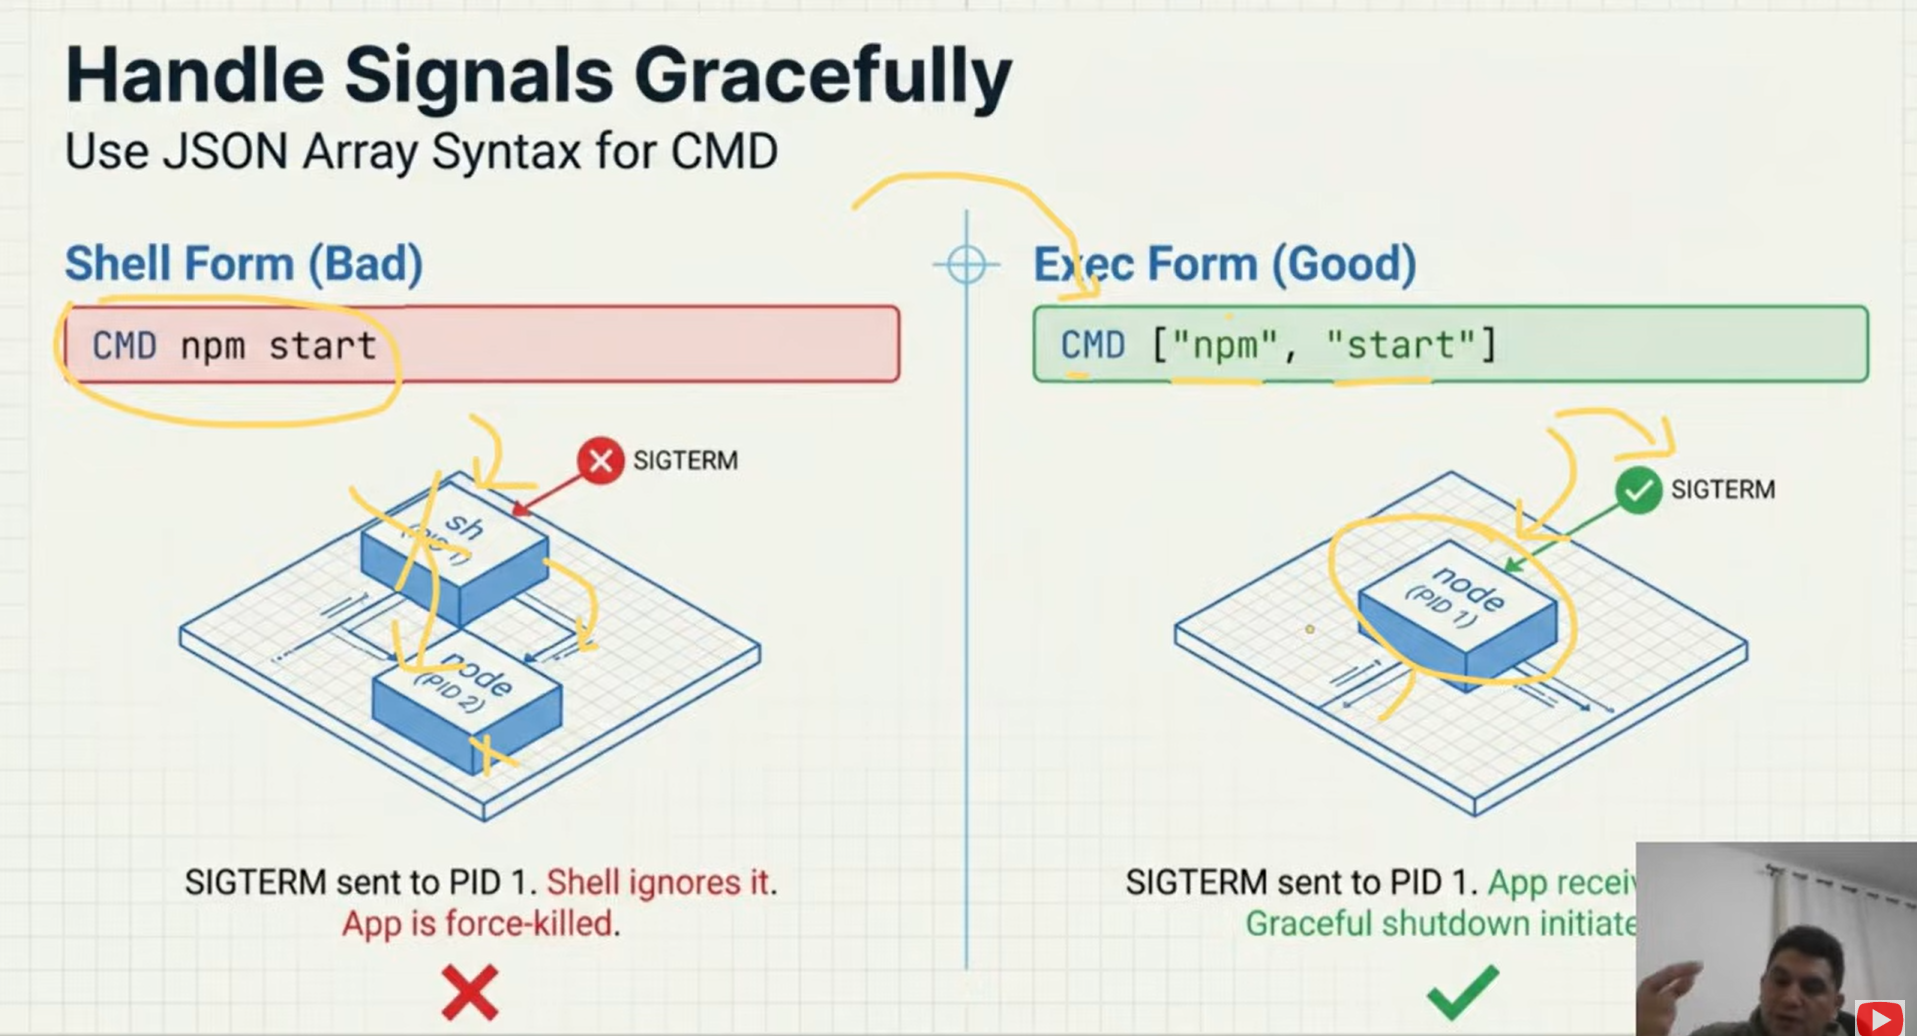 Handle Signals Gracefully
Use JSON Array Syntax for CMD
Shell Form (Bad)
CMD npm start
SIGTERM
sh
(PID 1)
node
(PID 2)
SIGTERM sent to PID 1. Shell ignores it.
App is force-killed.
Exec Form (Good)
CMD ["npm", "start"]
SIGTERM
node
(PID 1)
SIGTERM sent to PID 1. App
Graceful shutdown